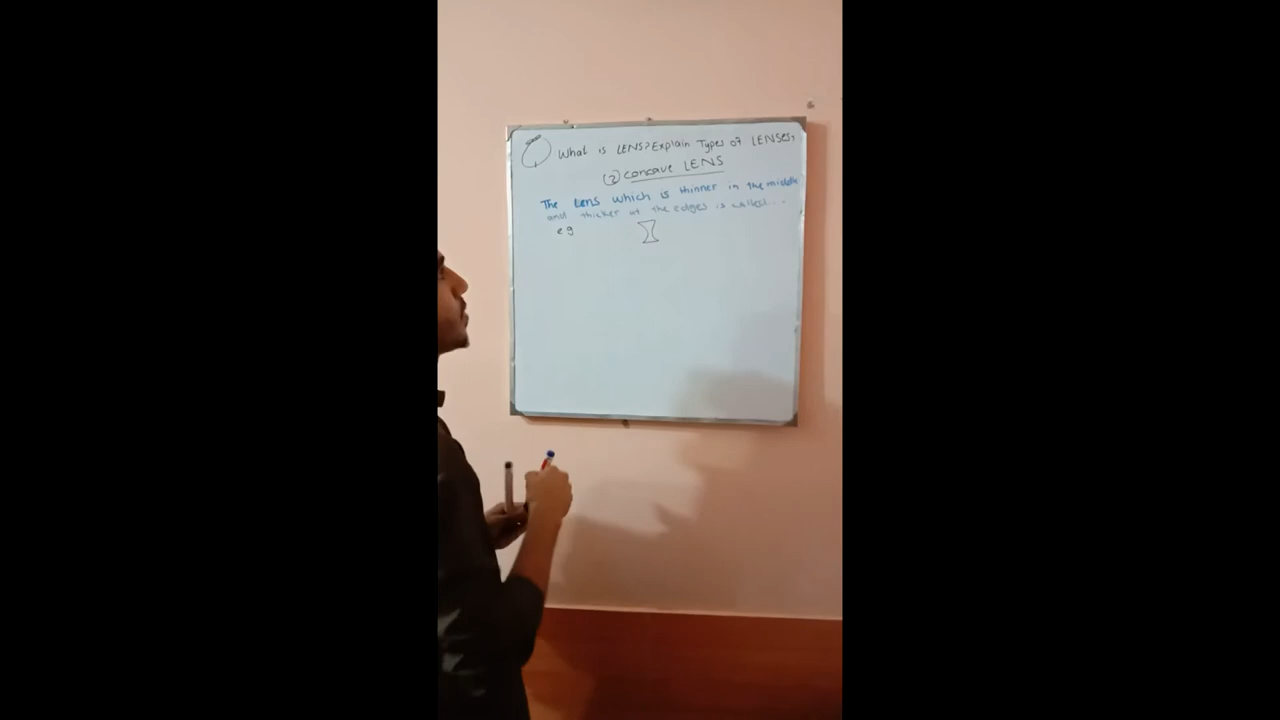 What is LENS? Explain Types of LENSES,
(2) concave LENS
The Lens which is thinner in the middle
and thicker at the edges is called...
eg